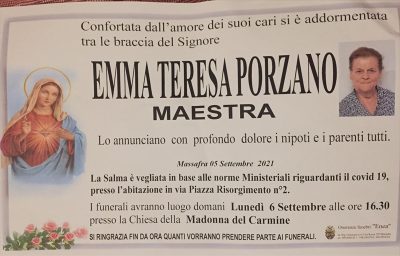 Confortata dall'amore dei suoi cari si è addormentata
tra le braccia del Signore
EMMA TERESA PORZANO
MAESTRA
Lo annunciano con profondo dolore i nipoti e i parenti tutti.
Massafra 05 Settembre 2021
La Salma è vegliata in base alle norme Ministeriali riguardanti il covid 19,
presso l'abitazione in via Piazza Risorgimento n°2.
I funerali avranno luogo domani Lunedì 6 Settembre alle ore 16.30
presso la Chiesa della Madonna del Carmine
SI RINGRAZIA FIN DA ORA QUANTI VORRANNO PRENDERE PARTE AI FUNERALI.
Onoranze funebri